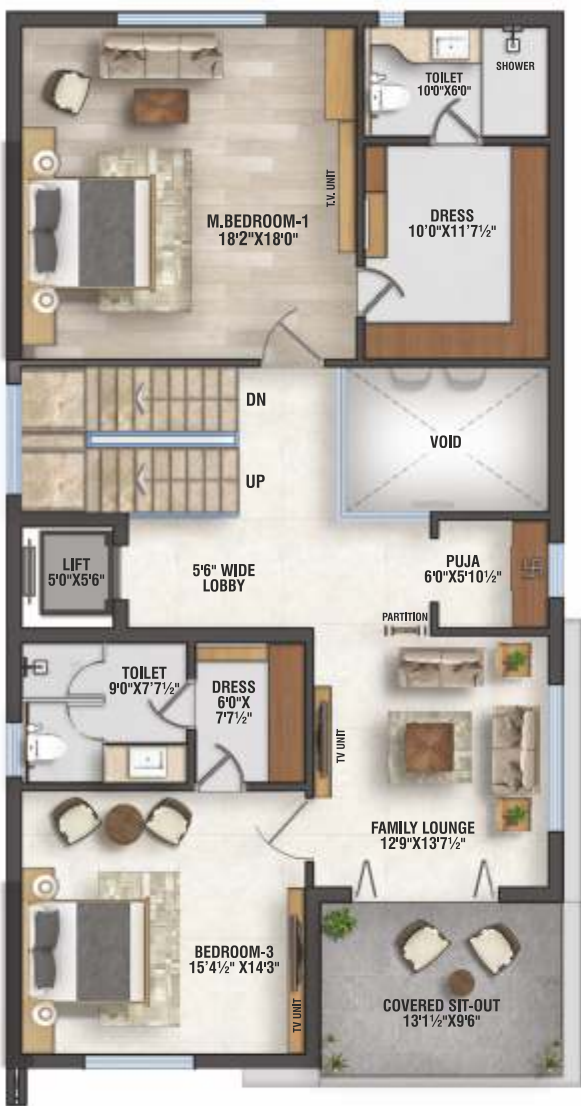 TOILET
10'0"X6'0"
SHOWER
M.BEDROOM-1
18'2"X18'0"
T.V. UNIT
DRESS
10'0"X11'7½"
DN
UP
VOID
LIFT
5'0"X5'6"
5'6" WIDE
LOBBY
PUJA
6'0"X5'10½"
PARTITION
TOILET
9'0"X7'7½"
DRESS
6'0"X
7'7½"
TV UNIT
FAMILY LOUNGE
12'9"X13'7½"
BEDROOM-3
15'4½" X14'3"
TV UNIT
COVERED SIT-OUT
13'1½"X9'6"